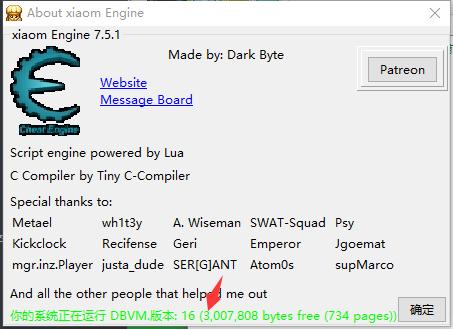 About xiaom Engine
xiaom Engine 7.5.1
Made by: Dark Byte
Patreon
Website
Message Board
Cheat Engine
Script engine powered by Lua
C Compiler by Tiny C-Compiler
Special thanks to:
Metael wh1t3y A. Wiseman SWAT-Squad Psy
Kickclock Recifense Geri Emperor Jgoemat
mgr.inz.Player justa_dude SER[G]ANT Atom0s supMarco
And all the other people that helped me out
你的系统正在运行 DBVM.版本: 16 (3,007,808 bytes free (734 pages))
确定